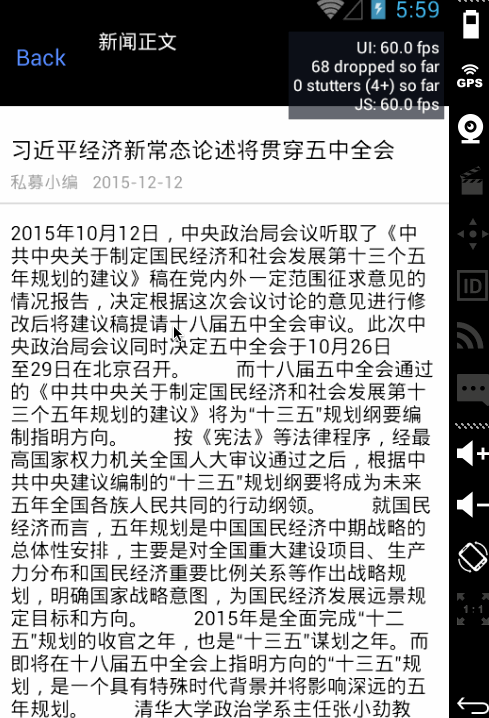 5:59
新闻正文
Back
UI: 60.0 fps
68 dropped so far
0 stutters (4+) so far
JS: 60.0 fps
GPS
习近平经济新常态论述将贯穿五中全会
私募小编 2015-12-12
2015年10月12日，中央政治局会议听取了《中
共中央关于制定国民经济和社会发展第十三个五
年规划的建议》稿在党内外一定范围征求意见的
情况报告，决定根据这次会议讨论的意见进行修
改后将建议稿提请十八届五中全会审议。此次中
央政治局会议同时决定五中全会于10月26日
至29日在北京召开。 而十八届五中全会通过
的《中共中央关于制定国民经济和社会发展第十
三个五年规划的建议》将为“十三五”规划纲要编
制指明方向。 按《宪法》等法律程序，经最
高国家权力机关全国人大审议通过之后，根据中
共中央建议编制的“十三五”规划纲要将成为未来
五年全国各族人民共同的行动纲领。 就国民
经济而言，五年规划是中国国民经济中期战略的
总体性安排，主要是对全国重大建设项目、生产
力分布和国民经济重要比例关系等作出战略规
划，明确国家战略意图，为国民经济发展远景规
定目标和方向。 2015年是全面完成“十二
五”规划的收官之年，也是“十三五”谋划之年。而
即将在十八届五中全会上指明方向的“十三五”规
划，是一个具有特殊时代背景并将影响深远的五
年规划。 清华大学政治学系主任张小劲教
ID
1:1